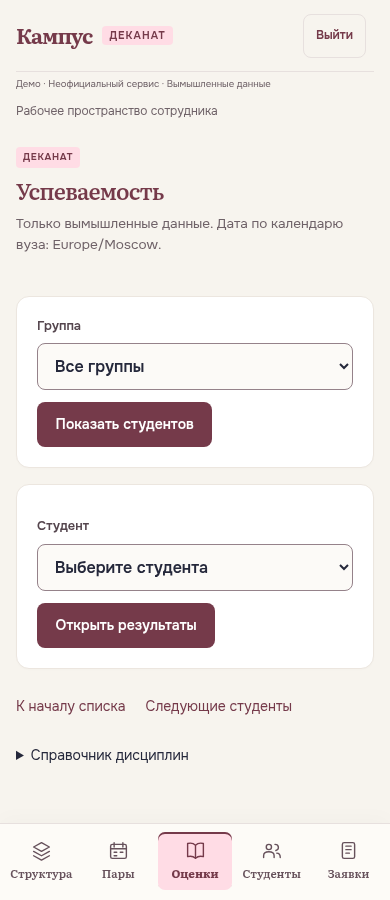 Кампус ДЕКАНАТ Выйти
Демо · Неофициальный сервис · Вымышленные данные
Рабочее пространство сотрудника
ДЕКАНАТ
Успеваемость
Только вымышленные данные. Дата по календарю
вуза: Europe/Moscow.
Группа
Все группы
Показать студентов
Студент
Выберите студента
Открыть результаты
К началу списка Следующие студенты
Справочник дисциплин
Структура Пары Оценки Студенты Заявки